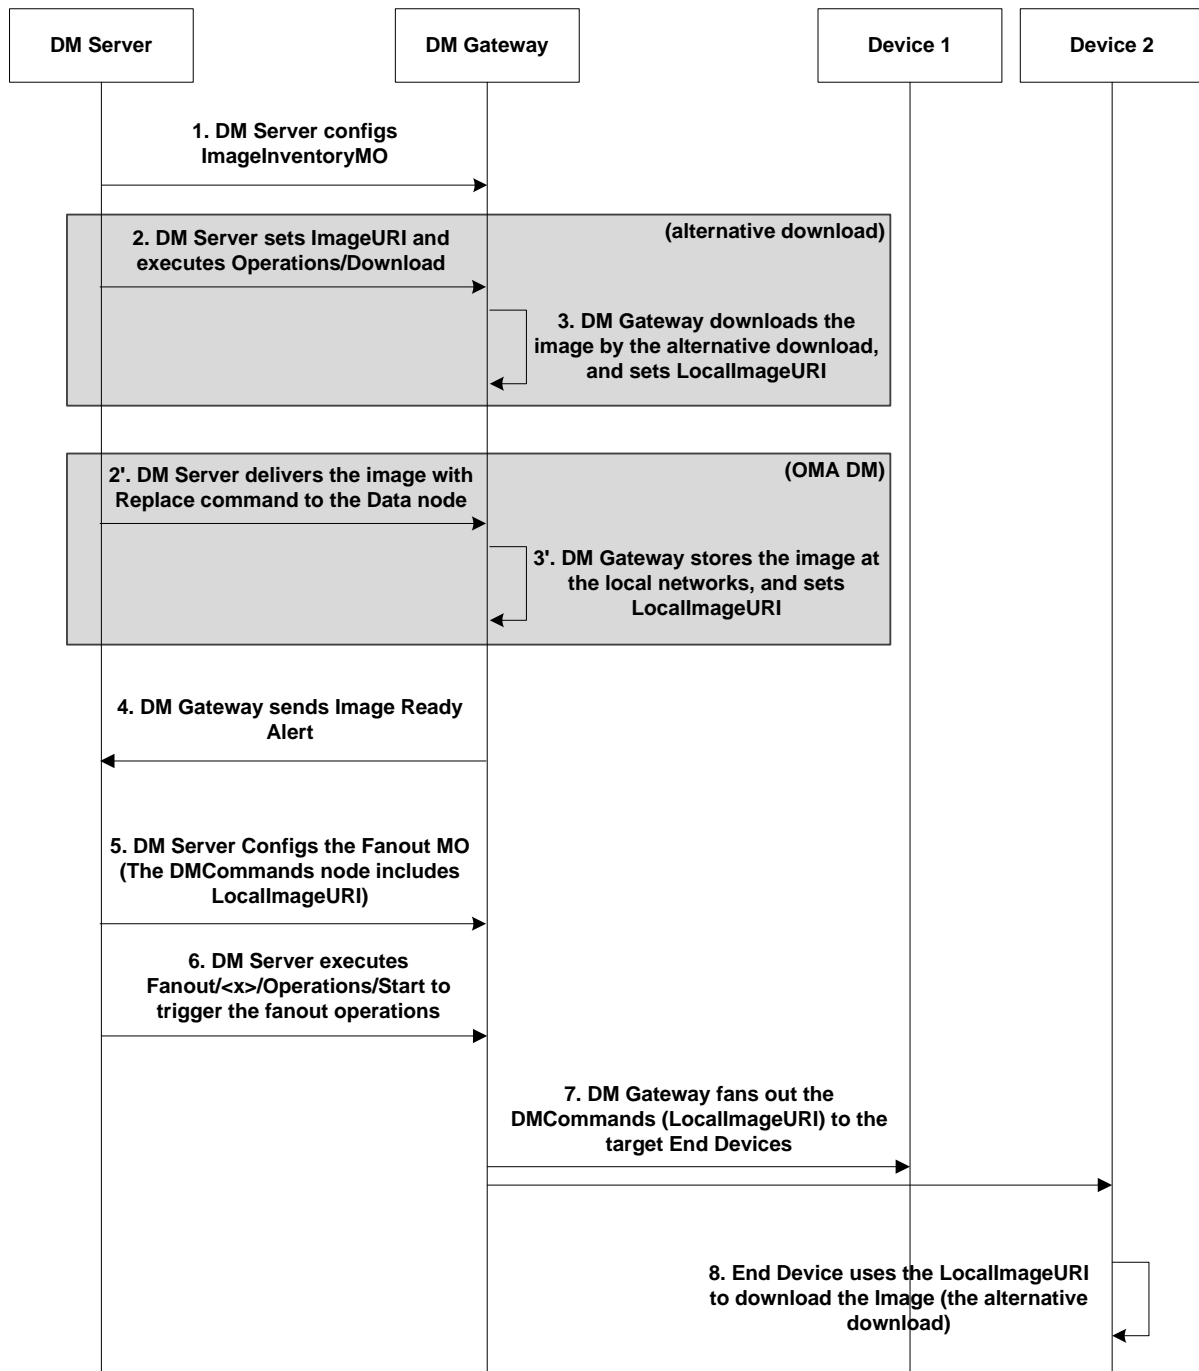 DM Server
DM Gateway
Device 1
Device 2
1. DM Server configs
ImageInventoryMO
(alternative download)
2. DM Server sets ImageURI and
executes Operations/Download
3. DM Gateway downloads the
image by the alternative download,
and sets LocalImageURI
(OMA DM)
2'. DM Server delivers the image with
Replace command to the Data node
3'. DM Gateway stores the image at
the local networks, and sets
LocalImageURI
4. DM Gateway sends Image Ready
Alert
5. DM Server Configs the Fanout MO
(The DMCommands node includes
LocalImageURI)
6. DM Server executes
Fanout/<x>/Operations/Start to
trigger the fanout operations
7. DM Gateway fans out the
DMCommands (LocalImageURI) to the
target End Devices
8. End Device uses the LocalImageURI
to download the Image (the alternative
download)